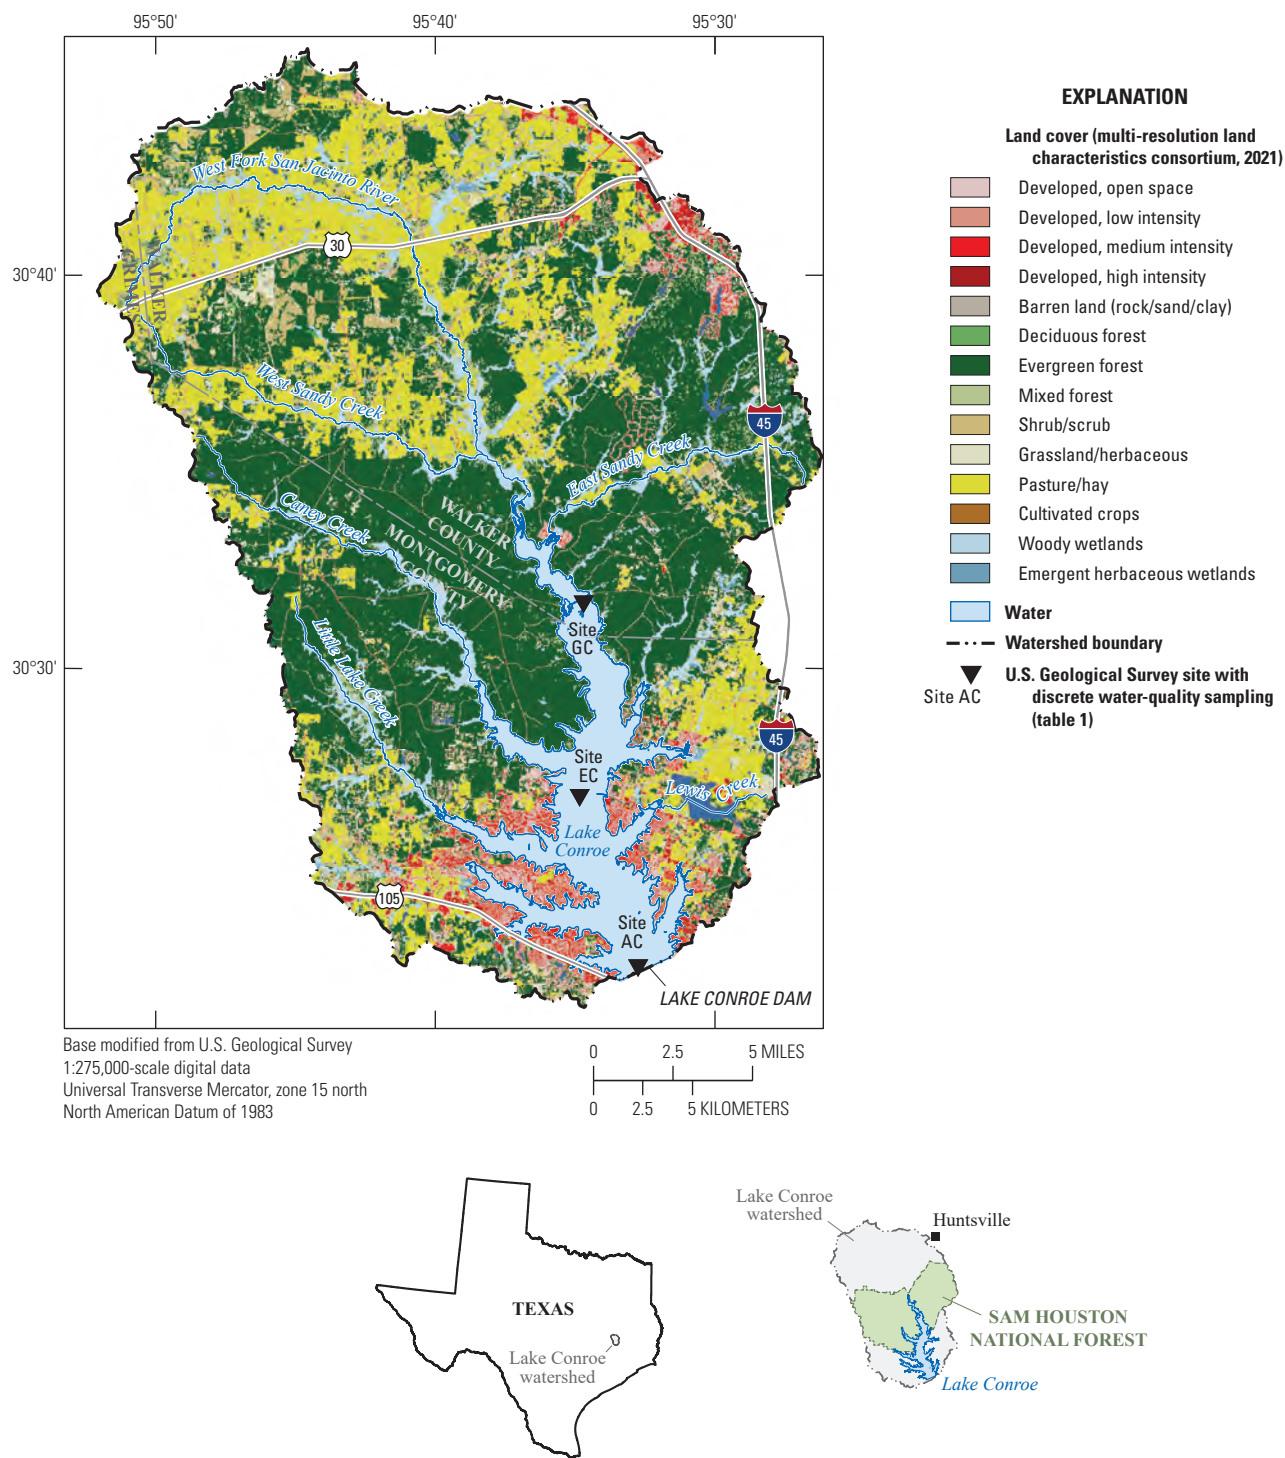 95°50'
95°40'
95°30'
30°40'
30°30'
West Fork San Jacinto River
30
GRIMES
WALKER
West Sandy Creek
45
East Sandy Creek
Caney Creek
WALKER
COUNTY
MONTGOMERY
COUNTY
Little Lake Creek
Site
GC
45
Site
EC
Lewis Creek
Lake
Conroe
105
Site
AC
LAKE CONROE DAM
EXPLANATION
Land cover (multi-resolution land
characteristics consortium, 2021)
Developed, open space
Developed, low intensity
Developed, medium intensity
Developed, high intensity
Barren land (rock/sand/clay)
Deciduous forest
Evergreen forest
Mixed forest
Shrub/scrub
Grassland/herbaceous
Pasture/hay
Cultivated crops
Woody wetlands
Emergent herbaceous wetlands
Water
Watershed boundary
U.S. Geological Survey site with
Site AC discrete water-quality sampling
(table 1)
Base modified from U.S. Geological Survey
1:275,000-scale digital data
Universal Transverse Mercator, zone 15 north
North American Datum of 1983
0 2.5 5 MILES
0 2.5 5 KILOMETERS
TEXAS
Lake Conroe
watershed
Lake Conroe
watershed
Huntsville
SAM HOUSTON
NATIONAL FOREST
Lake Conroe